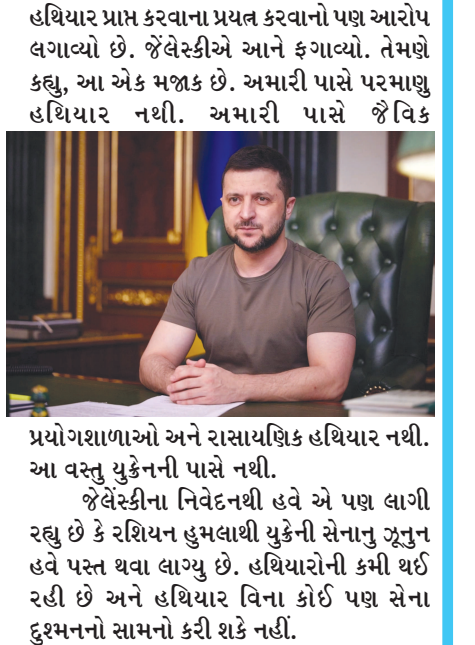 હથિયાર પ્રાપ્ત કરવાના પ્રયત્ન કરવાનો પણ આરોપ
લગાવ્યો છે. જેંલેસ્કીએ આને ફગાવ્યો. તેમણે
કહ્યુ, આ એક મજાક છે. અમારી પાસે પરમાણુ
હથિયાર નથી. અમારી પાસે જૈવિક
પ્રયોગશાળાઓ અને રાસાયણિક હથિયાર નથી.
આ વસ્તુ યુક્રેનની પાસે નથી.
જેલેંસ્કીના નિવેદનથી હવે એ પણ લાગી
રહ્યુ છે કે રશિયન હુમલાથી યુક્રેની સેનાનુ ઝૂનુન
હવે પસ્ત થવા લાગ્યુ છે. હથિયારોની કમી થઈ
રહી છે અને હથિયાર વિના કોઈ પણ સેના
દુશ્મનનો સામનો કરી શકે નહીં.